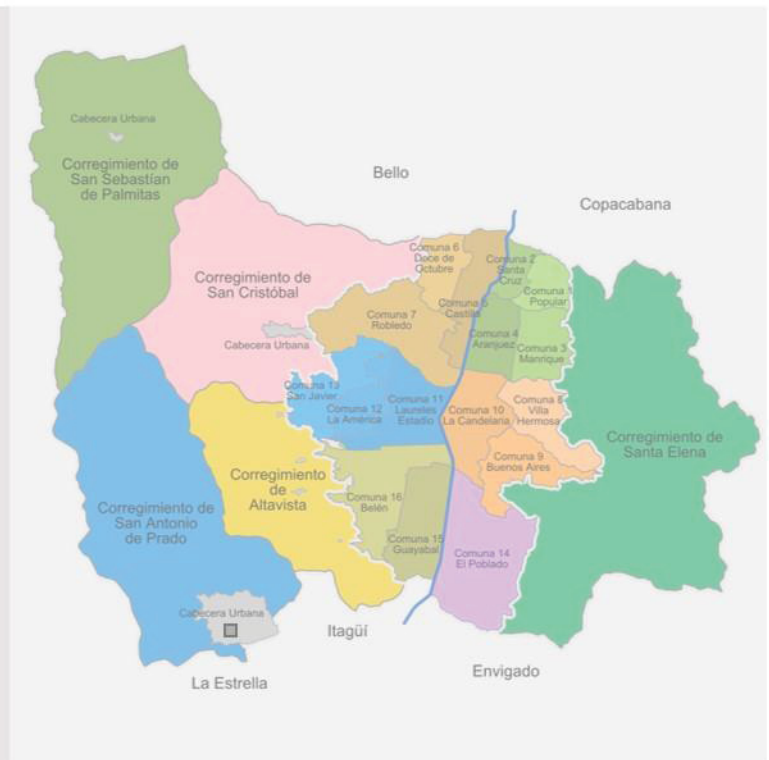 Cabecera Urbana
Corregimiento de
San Sebastían
de Palmitas
Bello
Copacabana
Corregimiento de
San Cristóbal
Cabecera Urbana
Comuna 6
Doce de
Octubre
Comuna 5
Castilla
Comuna 2
Santa
Cruz
Comuna 1
Popular
Comuna 7
Robledo
Comuna 4
Aranjuez
Comuna 3
Manrique
Comuna 13
San Javier
Comuna 12
La América
Comuna 11
Laureles
Estadio
Comuna 10
La Candelaria
Comuna 8
Villa
Hermosa
Comuna 9
Buenos Aires
Corregimiento de
Santa Elena
Corregimiento
de
Altavista
Comuna 16
Belén
Comuna 15
Guayabal
Comuna 14
El Poblado
Corregimiento de
San Antonio
de Prado
Cabecera Urbana
Itagüí
La Estrella
Envigado